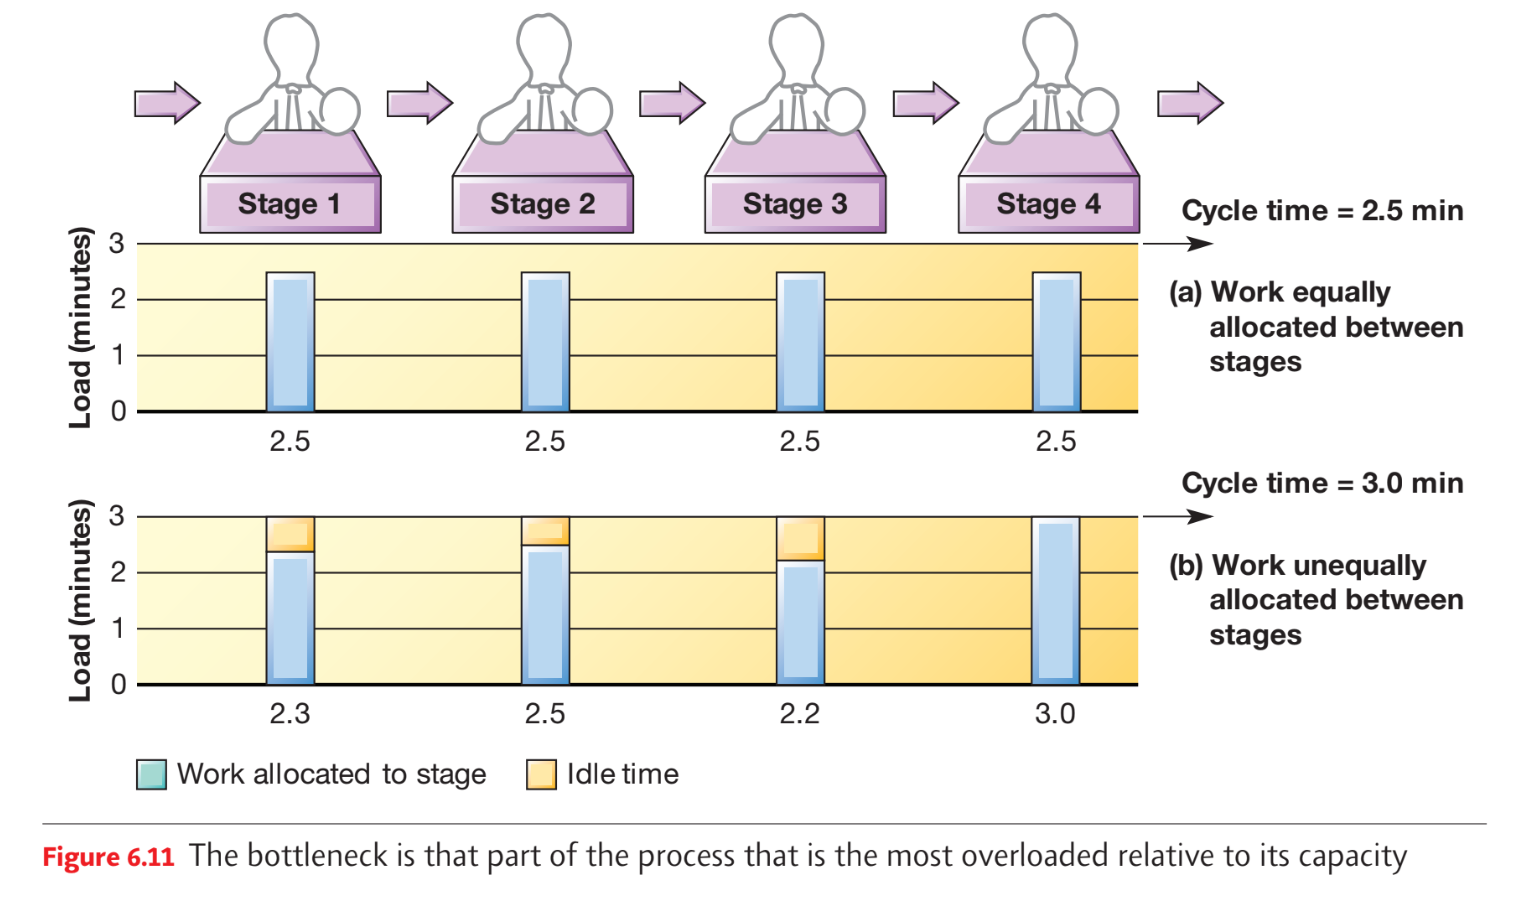 Stage 1
Stage 2
Stage 3
Stage 4
Cycle time = 2.5 min
Load (minutes)
3
2
1
0
(a) Work equally
allocated between
stages
2.5
2.5
2.5
2.5
Cycle time = 3.0 min
Load (minutes)
3
2
1
0
(b) Work unequally
allocated between
stages
2.3
2.5
2.2
3.0
Work allocated to stage
Idle time
Figure 6.11 The bottleneck is that part of the process that is the most overloaded relative to its capacity